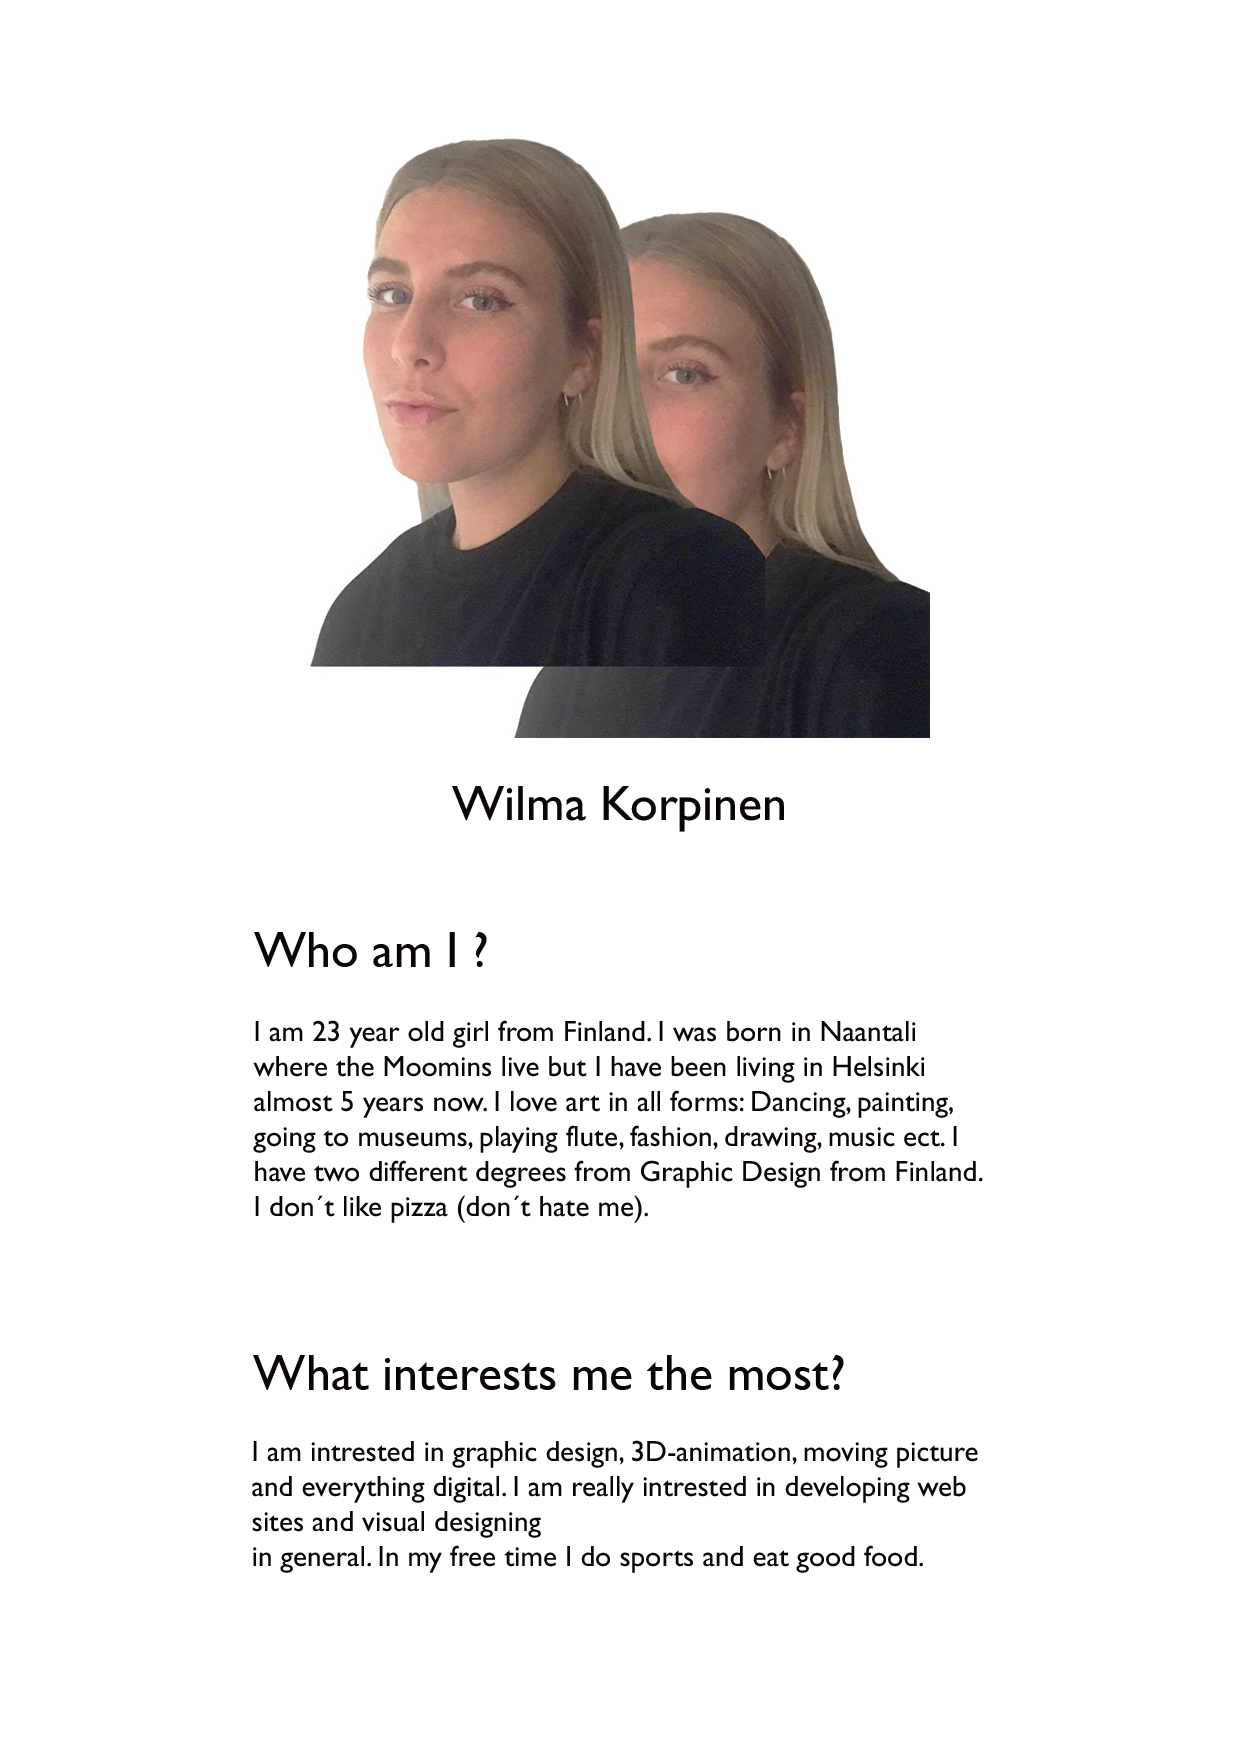 Wilma Korpinen
Who am I ?
I am 23 year old girl from Finland. I was born in Naantali
where the Moomins live but I have been living in Helsinki
almost 5 years now. I love art in all forms: Dancing, painting,
going to museums, playing flute, fashion, drawing, music ect. I
have two different degrees from Graphic Design from Finland.
I don´t like pizza (don´t hate me).
What interests me the most?
I am intrested in graphic design, 3D-animation, moving picture
and everything digital. I am really intrested in developing web
sites and visual designing
in general. In my free time I do sports and eat good food.